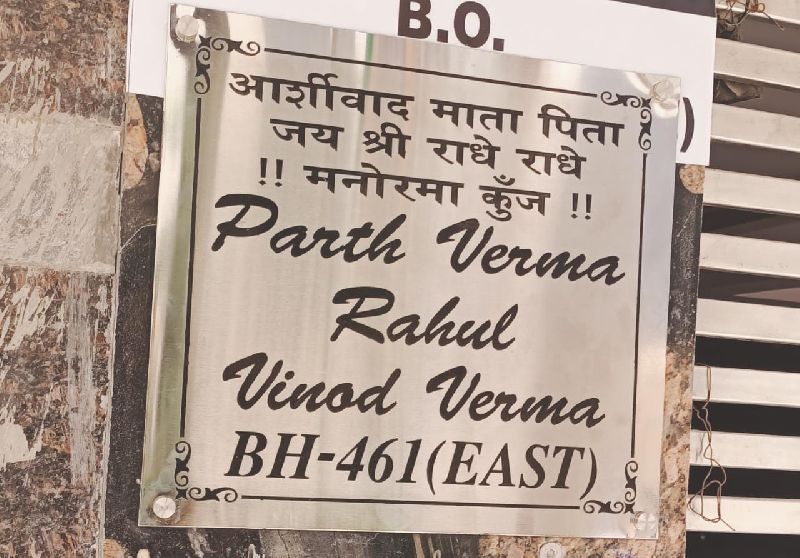 B.O.
)
आर्शीवाद माता पिता
जय श्री राधे राधे
!! मनोरमा कुँज !!
Parth Verma
Rahul
Vinod Verma
BH-461(EAST)